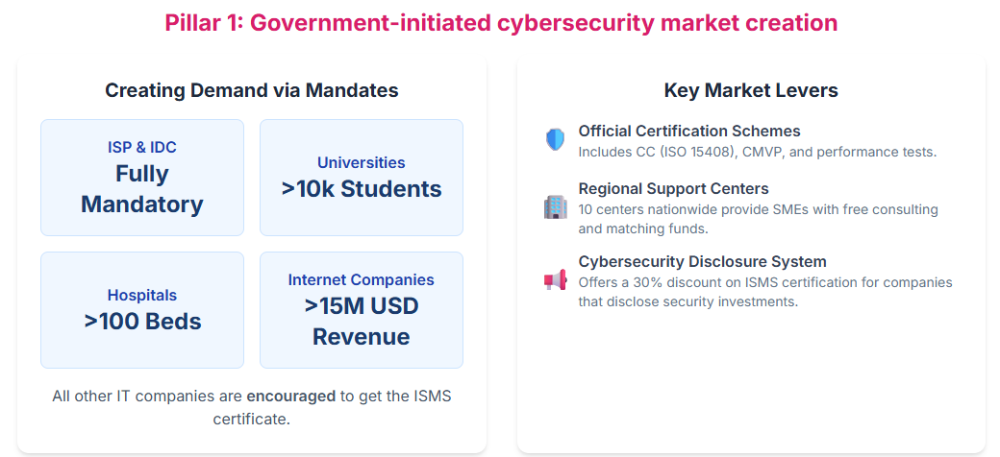 Pillar 1: Government-initiated cybersecurity market creation
Creating Demand via Mandates
ISP & IDC
Fully
Mandatory
Universities
>10k Students
Hospitals
>100 Beds
Internet Companies
>15M USD
Revenue
All other IT companies are encouraged to get the ISMS
certificate.
Key Market Levers
Official Certification Schemes
Includes CC (ISO 15408), CMVP, and performance tests.
Regional Support Centers
10 centers nationwide provide SMEs with free consulting
and matching funds.
Cybersecurity Disclosure System
Offers a 30% discount on ISMS certification for companies
that disclose security investments.